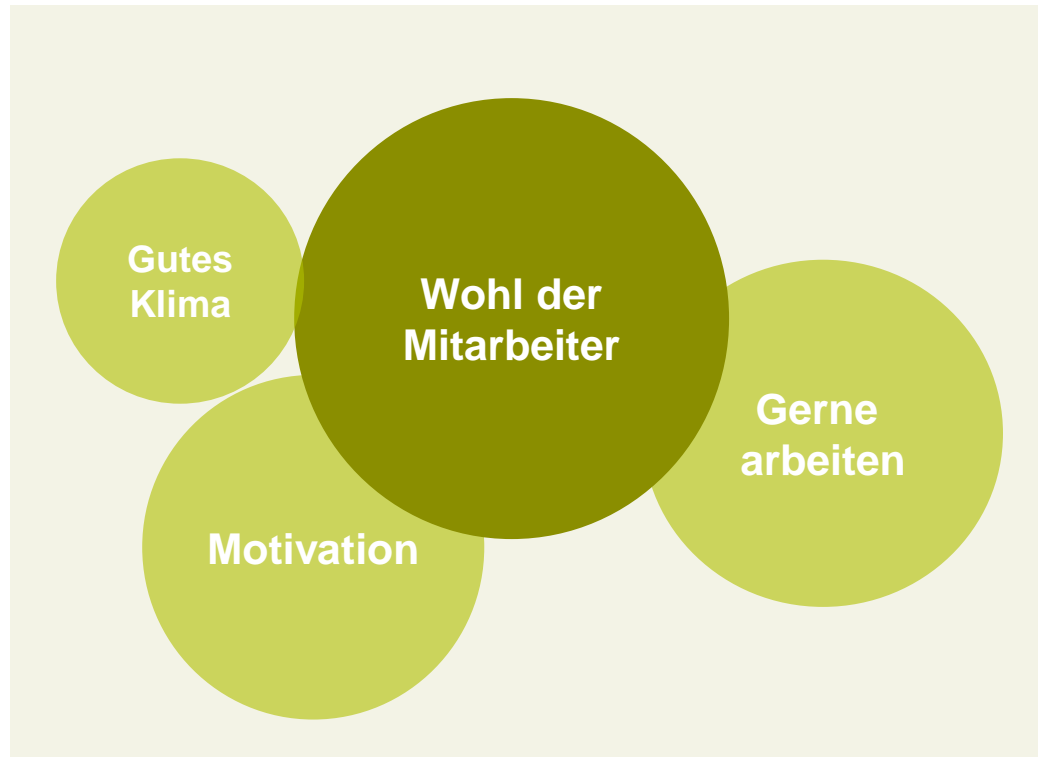 Gutes
Klima
Wohl der
Mitarbeiter
Gerne
arbeiten
Motivation